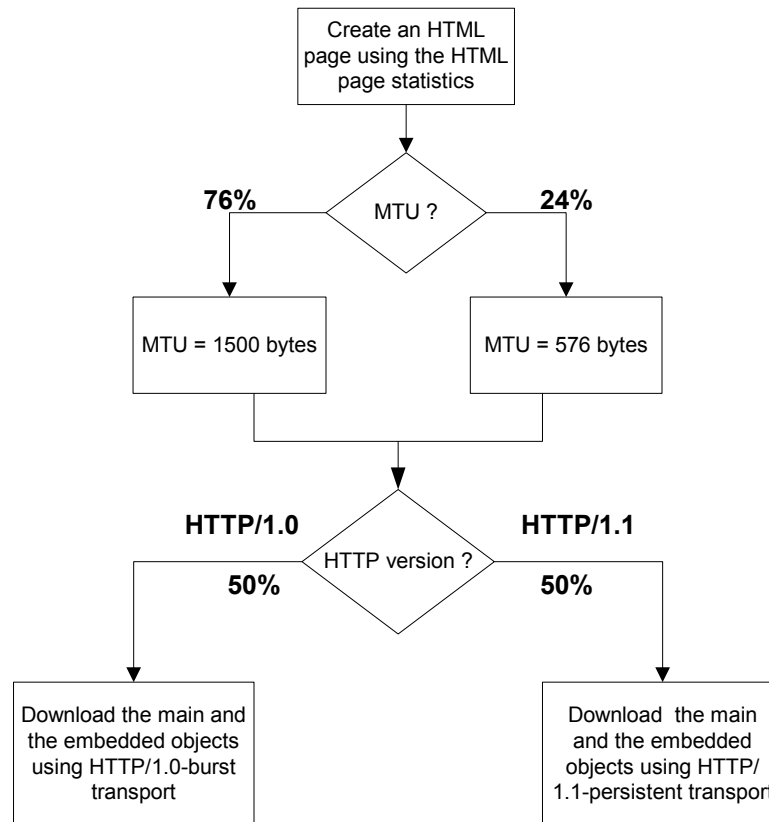 Create an HTML
page using the HTML
page statistics
76%
24%
MTU ?
MTU = 1500 bytes
MTU = 576 bytes
HTTP/1.0
HTTP/1.1
HTTP version ?
50%
50%
Download the main and
the embedded objects
using HTTP/1.0-burst
transport
Download the main
and the embedded
objects using HTTP/
1.1-persistent transport